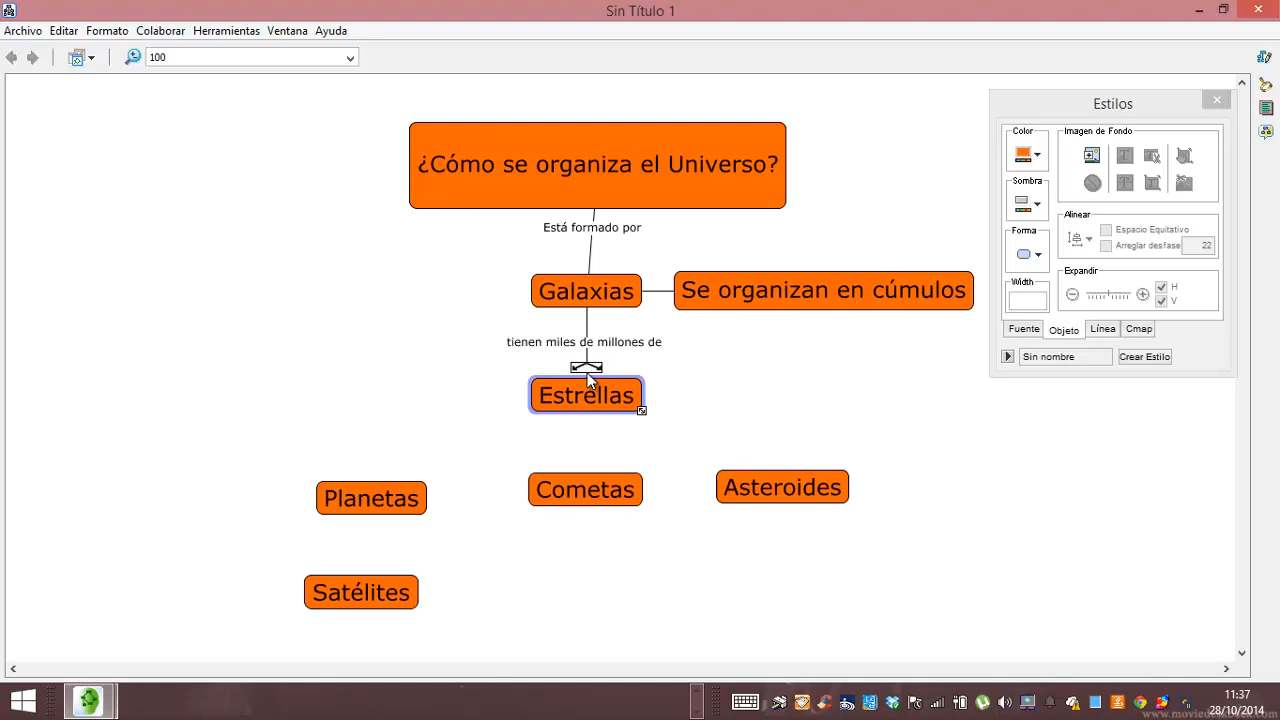 Sin Título 1
Archivo Editar Formato Colaborar Herramientas Ventana Ayuda
100
¿Cómo se organiza el Universo?
Está formado por
Galaxias
Se organizan en cúmulos
tienen miles de millones de
Estrellas
Planetas
Cometas
Asteroides
Satélites
Estilos
Color
Imagen de Fondo
Sombra
Alinear
Espacio Equitativo
Arreglar desfase 22
Forma
Expandir
H
V
Width
Fuente Objeto Línea Cmap
Sin nombre Crear Estilo
11:37
28/10/2014